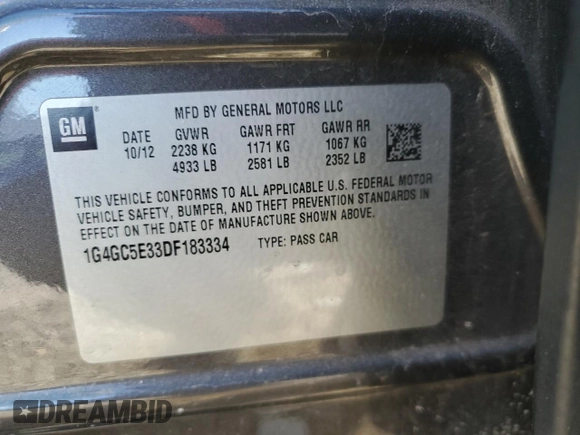 GM
MFD BY GENERAL MOTORS LLC
DATE GVWR GAWR FRT GAWR RR
10/12 2238 KG 1171 KG 1067 KG
4933 LB 2581 LB 2352 LB
THIS VEHICLE CONFORMS TO ALL APPLICABLE U.S. FEDERAL MOTOR
VEHICLE SAFETY, BUMPER, AND THEFT PREVENTION STANDARDS IN
EFFECT ON THE DATE OF MANUFACTURE SHOWN ABOVE.
1G4GC5E33DF183334 TYPE: PASS CAR
DREAMBID